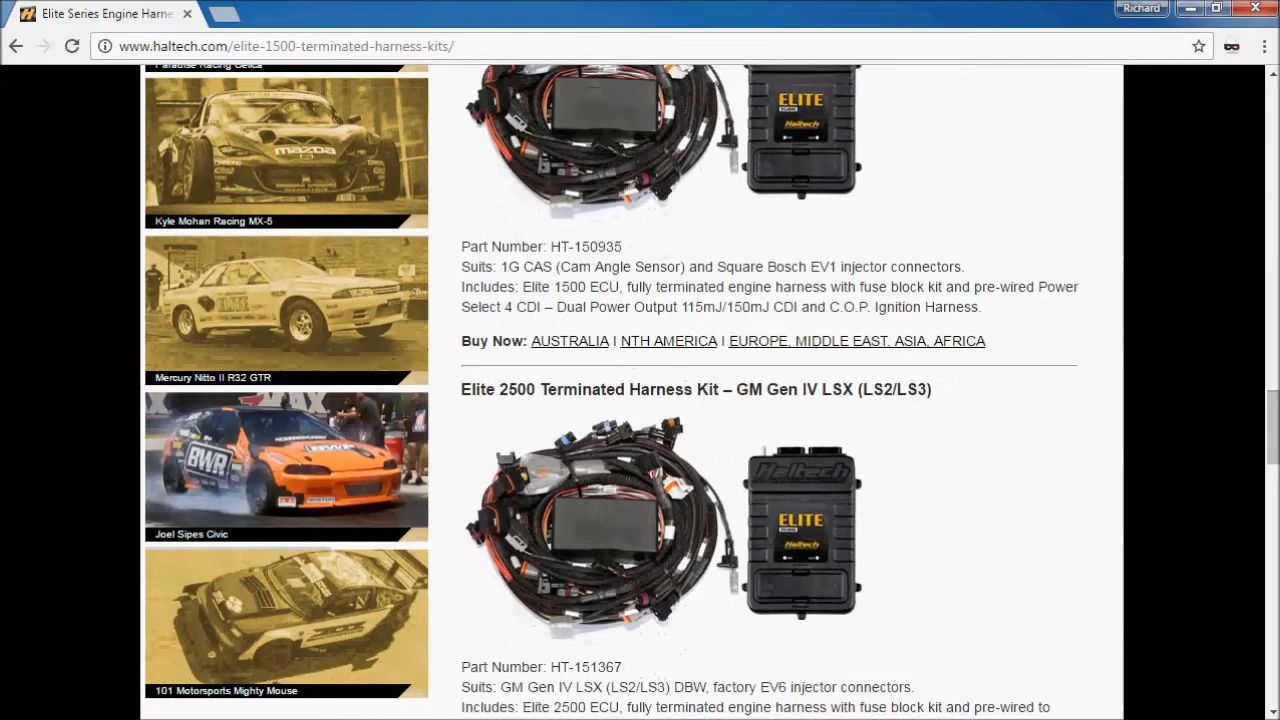 Elite Series Engine Harne
Richard
www.haltech.com/elite-1500-terminated-harness-kits/
Paradise Racing Celica
mazda
Kyle Mohan Racing MX-5
ELITE
Mercury Nitto II R32 GTR
BWR
Joel Sipes Civic
101 Motorsports Mighty Mouse
ELITE
Haltech
Part Number: HT-150935
Suits: 1G CAS (Cam Angle Sensor) and Square Bosch EV1 injector connectors.
Includes: Elite 1500 ECU, fully terminated engine harness with fuse block kit and pre-wired Power
Select 4 CDI – Dual Power Output 115mJ/150mJ CDI and C.O.P. Ignition Harness.
Buy Now: AUSTRALIA I NTH AMERICA I EUROPE, MIDDLE EAST, ASIA, AFRICA
Elite 2500 Terminated Harness Kit – GM Gen IV LSX (LS2/LS3)
Haltech
ELITE
Haltech
Part Number: HT-151367
Suits: GM Gen IV LSX (LS2/LS3) DBW, factory EV6 injector connectors.
Includes: Elite 2500 ECU, fully terminated engine harness with fuse block kit and pre-wired to